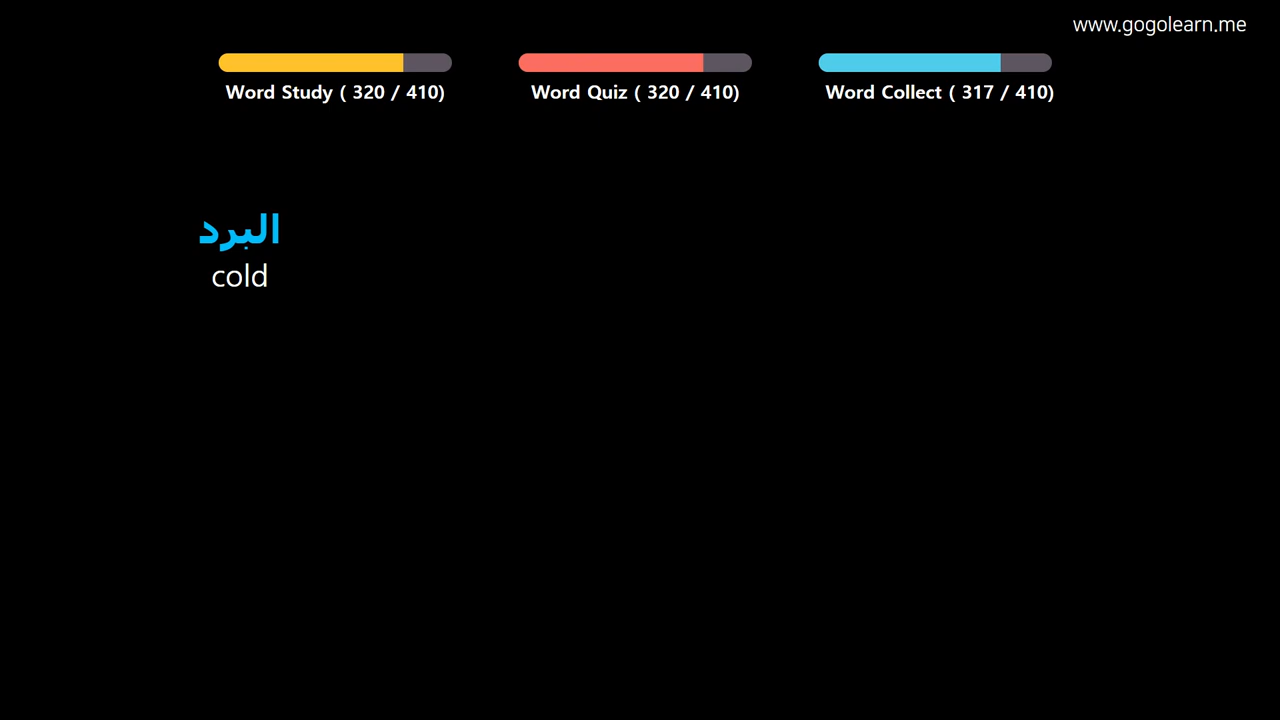 www.gogolearn.me
Word Study ( 320 / 410)
Word Quiz ( 320 / 410)
Word Collect ( 317 / 410)
البرد
cold